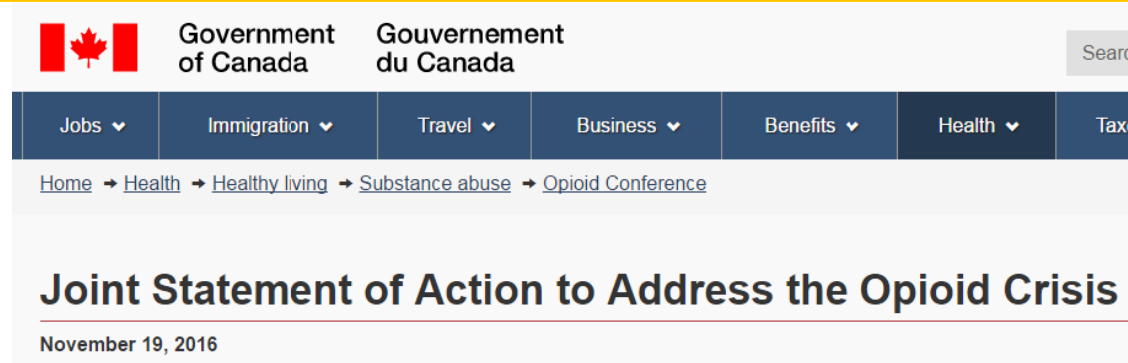 Government Gouvernement
of Canada du Canada
Jobs Immigration Travel Business Benefits Health
Home → Health → Healthy living → Substance abuse → Opioid Conference
Joint Statement of Action to Address the Opioid Crisis
November 19, 2016